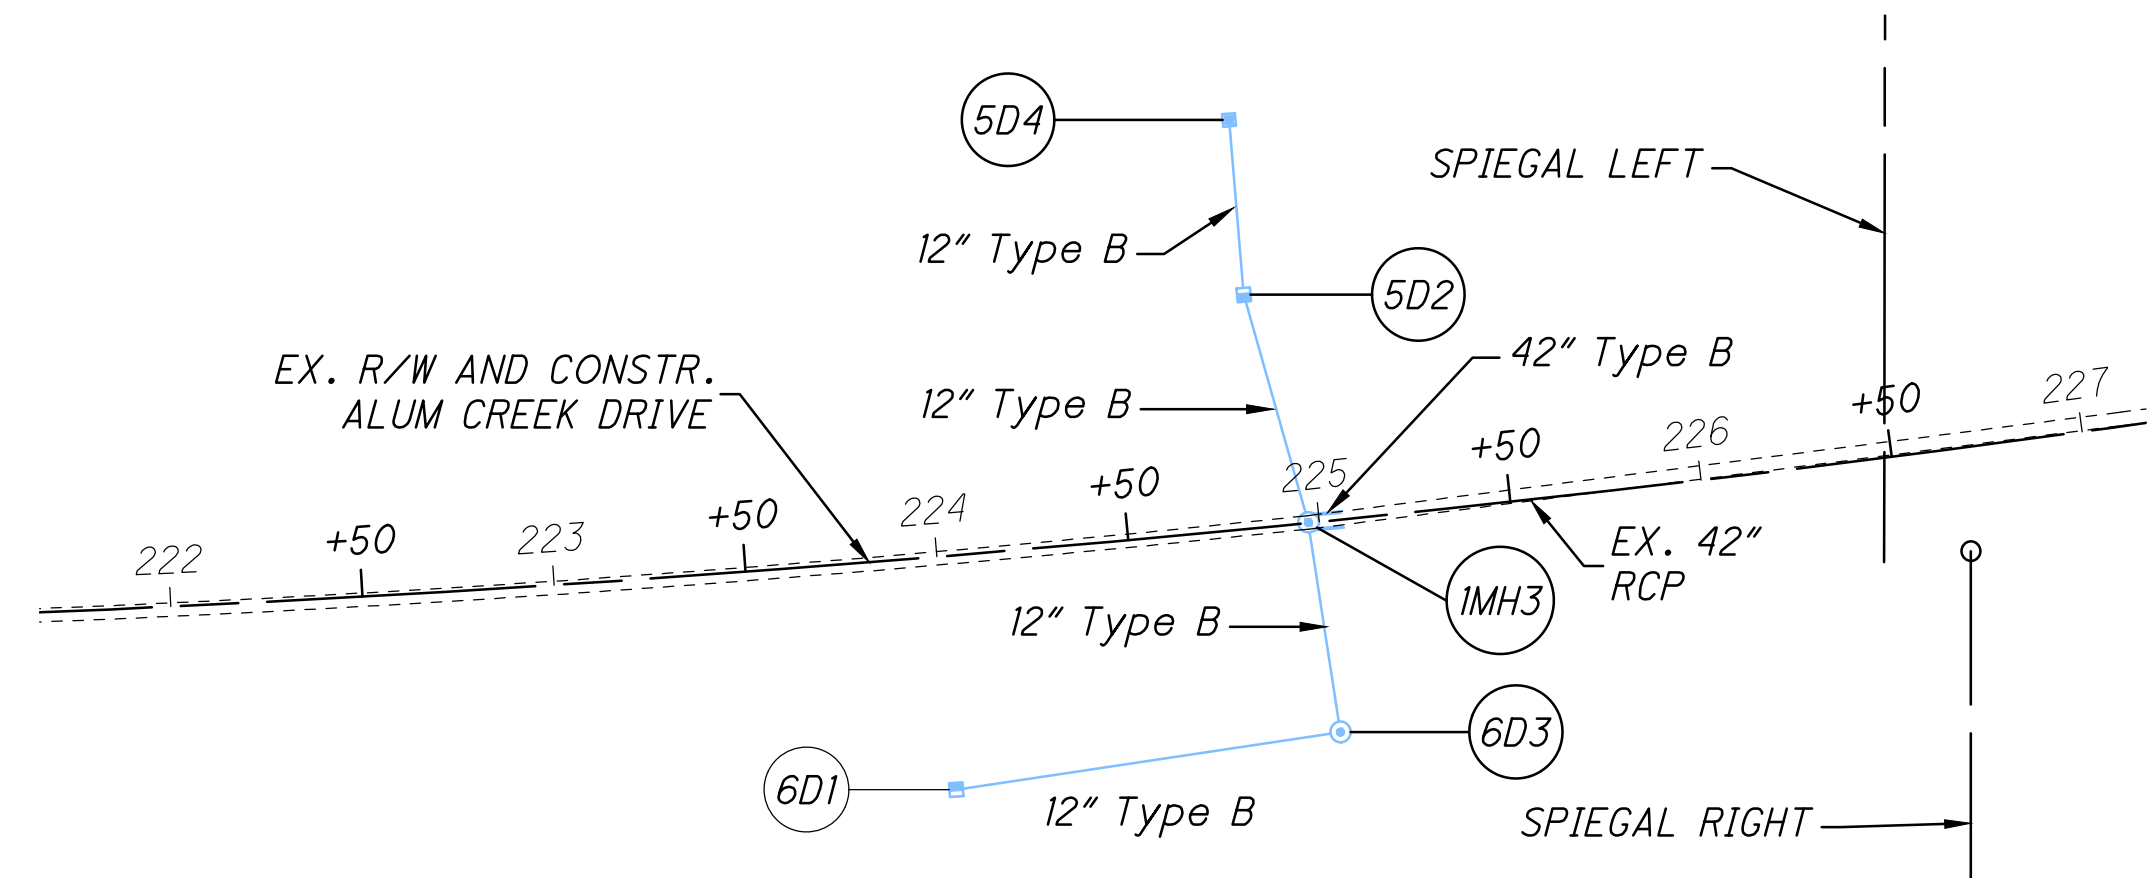 5D4
SPIEGAL LEFT
12" Type B
5D2
42" Type B
EX. R/W AND CONSTR.
ALUM CREEK DRIVE
12" Type B
222
+50
223
+50
224
+50
225
+50
226
+50
227
EX. 42"
RCP
1MH3
12" Type B
6D3
6D1
12" Type B
SPIEGAL RIGHT